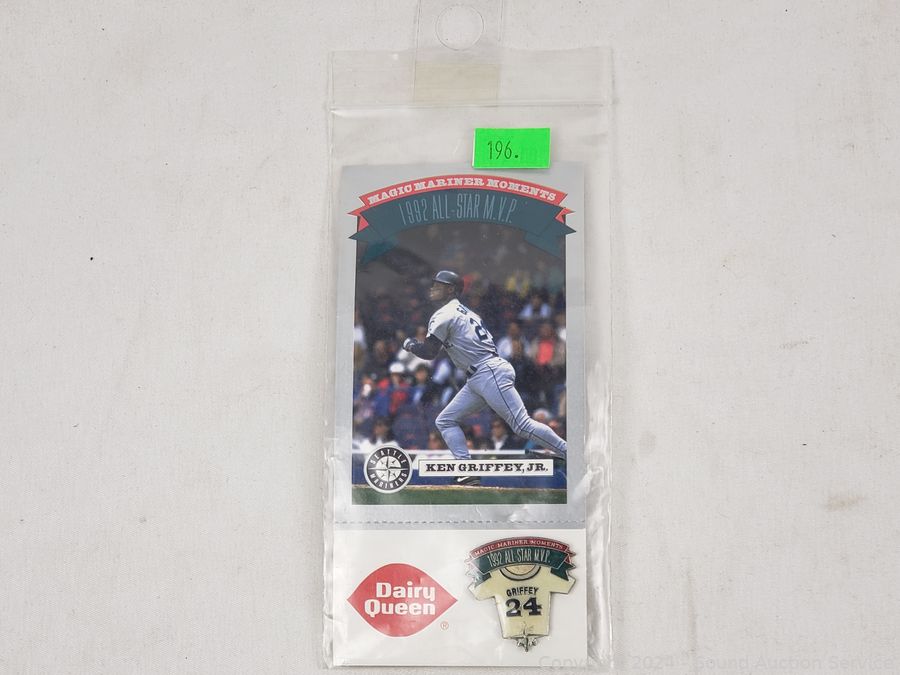 196.
MAGIC MARINER MOMENTS
1992 ALL-STAR M.V.P.
SEATTLE
MARINERS
KEN GRIFFEY, JR.
MAGIC MARINER MOMENTS
1992 ALL-STAR M.V.P.
GRIFFEY
24
Dairy
Queen
®
Copyright 2024 - Sound Auction Service